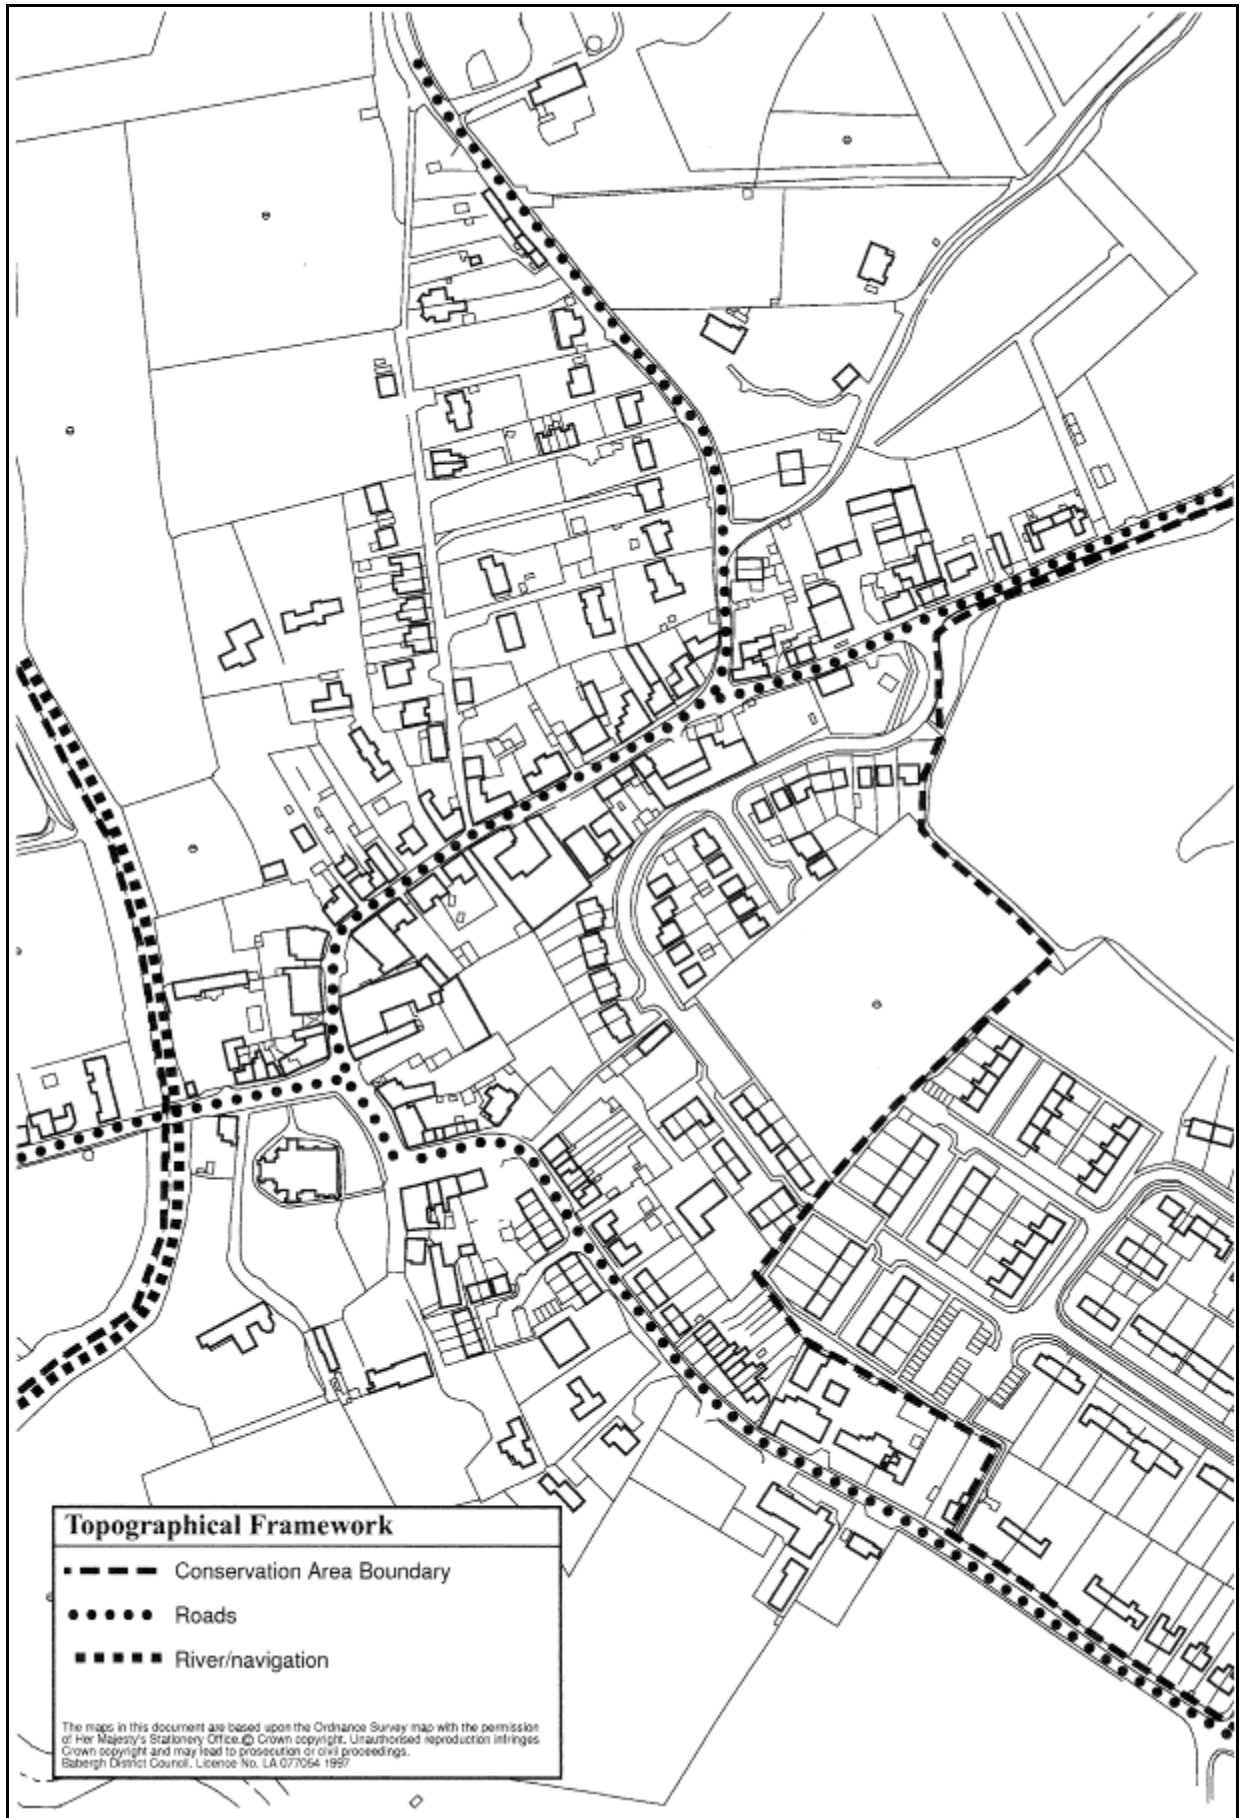 Topographical Framework
Conservation Area Boundary
Roads
River/navigation
The maps in this document are based upon the Ordnance Survey map with the permission
of Her Majesty's Stationery Office.© Crown copyright. Unauthorised reproduction infringes
Crown copyright and may lead to prosecution or civil proceedings.
Babergh District Council. Licence No. LA 077054 1997